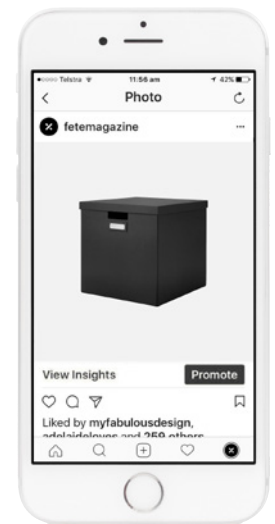 Telstra 11:56 am 42%
Photo
fetemagazine
View Insights Promote
Liked by myfabulousdesign,
adelaideloves and 259 others